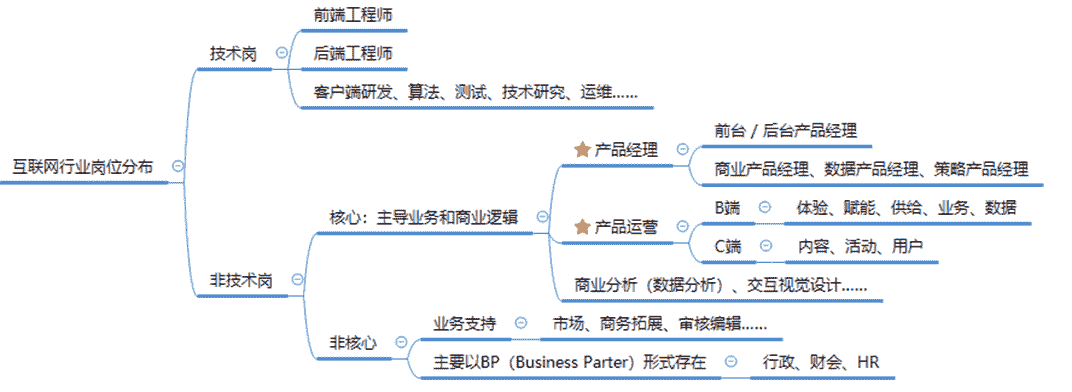 前端工程师
技术岗
后端工程师
客户端研发、算法、测试、技术研究、运维......
互联网行业岗位分布
前台 / 后台产品经理
产品经理
商业产品经理、数据产品经理、策略产品经理
核心：主导业务和商业逻辑
B端
体验、赋能、供给、业务、数据
产品运营
C端
内容、活动、用户
非技术岗
商业分析（数据分析）、交互视觉设计......
业务支持
市场、商务拓展、审核编辑......
非核心
主要以BP（Business Parter）形式存在
行政、财会、HR